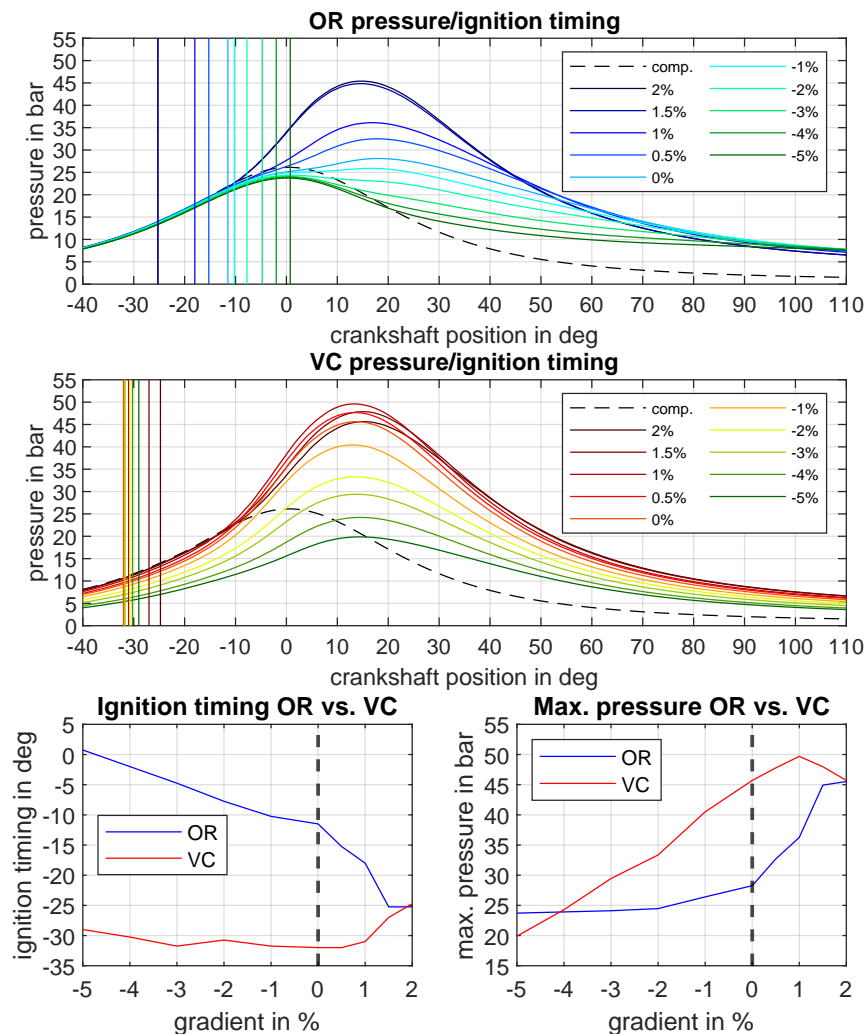 OR pressure/ignition timing
55
50
45
40
35
30
25
20
15
10
5
0
pressure in bar
comp.
2%
1.5%
1%
0.5%
0%
-1%
-2%
-3%
-4%
-5%
-40 -30 -20 -10 0 10 20 30 40 50 60 70 80 90 100 110
crankshaft position in deg
VC pressure/ignition timing
55
50
45
40
35
30
25
20
15
10
5
0
pressure in bar
comp.
2%
1.5%
1%
0.5%
0%
-1%
-2%
-3%
-4%
-5%
-40 -30 -20 -10 0 10 20 30 40 50 60 70 80 90 100 110
crankshaft position in deg
Ignition timing OR vs. VC
5
0
-5
-10
-15
-20
-25
-30
-35
ignition timing in deg
OR
VC
-5 -4 -3 -2 -1 0 1 2
gradient in %
Max. pressure OR vs. VC
55
50
45
40
35
30
25
20
15
max. pressure in bar
OR
VC
-5 -4 -3 -2 -1 0 1 2
gradient in %